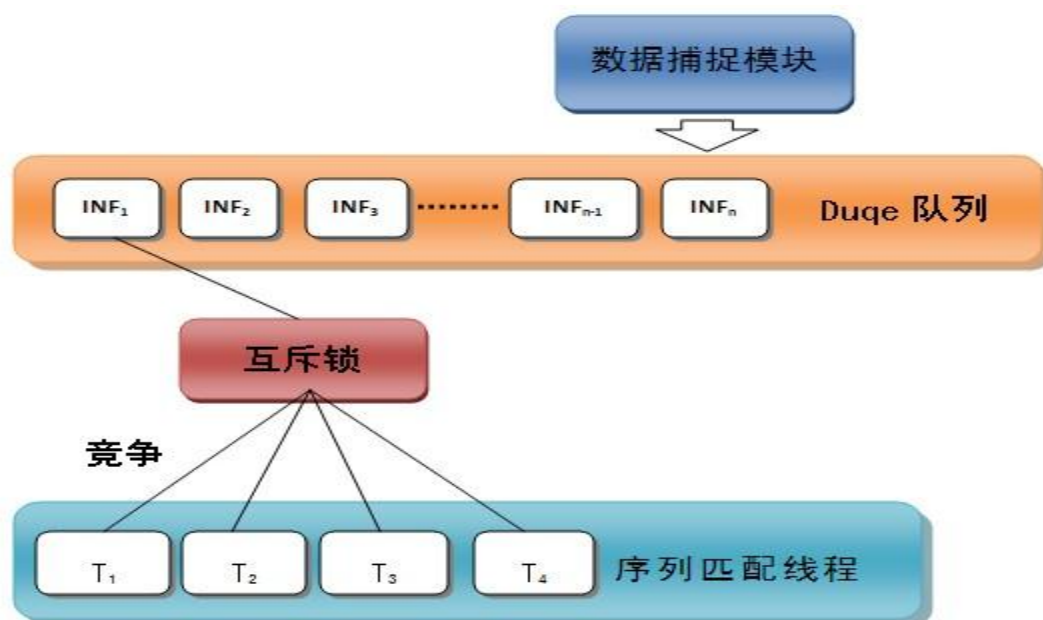 数据捕捉模块
INF₁ INF₂ INF₃ ········· INFₙ₋₁ INFₙ Duqe 队列
互斥锁
竞争
T₁ T₂ T₃ T₄ 序列匹配线程